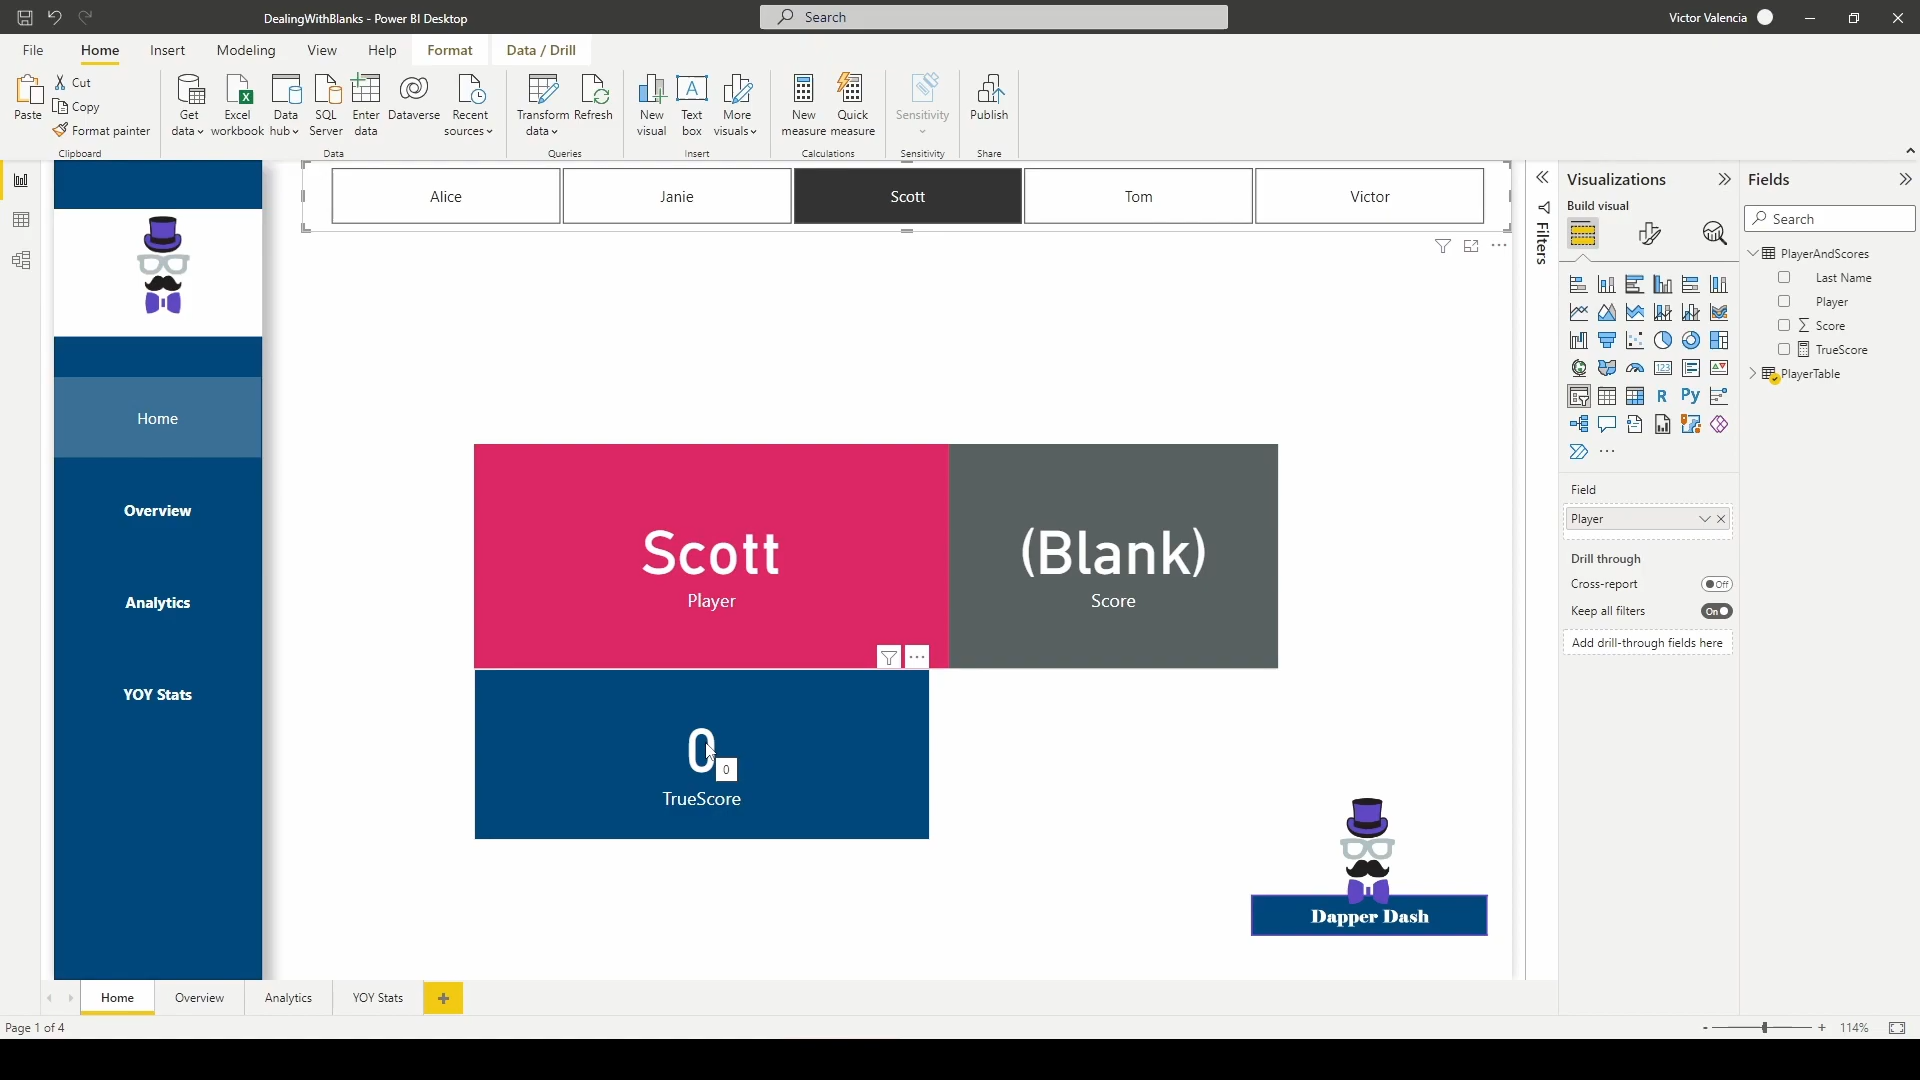 DealingWithBlanks - Power BI Desktop
Search
Victor Valencia
File
Home
Insert
Modeling
View
Help
Format
Data / Drill
Paste
Cut
Copy
Format painter
Clipboard
Get data
Excel workbook
Data hub
SQL Server
Enter data
Dataverse
Recent sources
Data
Transform data
Refresh
Queries
New visual
Text box
More visuals
Insert
New measure
Quick measure
Calculations
Sensitivity
Sensitivity
Publish
Share
Alice
Janie
Scott
Tom
Victor
Home
Overview
Analytics
YOY Stats
Scott
Player
(Blank)
Score
0
0
TrueScore
Dapper Dash
Filters
Visualizations
Build visual
123
R
Py
Field
Player
Drill through
Cross-report
Off
Keep all filters
On
Add drill-through fields here
Fields
Search
PlayerAndScores
Last Name
Player
Score
TrueScore
PlayerTable
Home
Overview
Analytics
YOY Stats
Page 1 of 4
114%